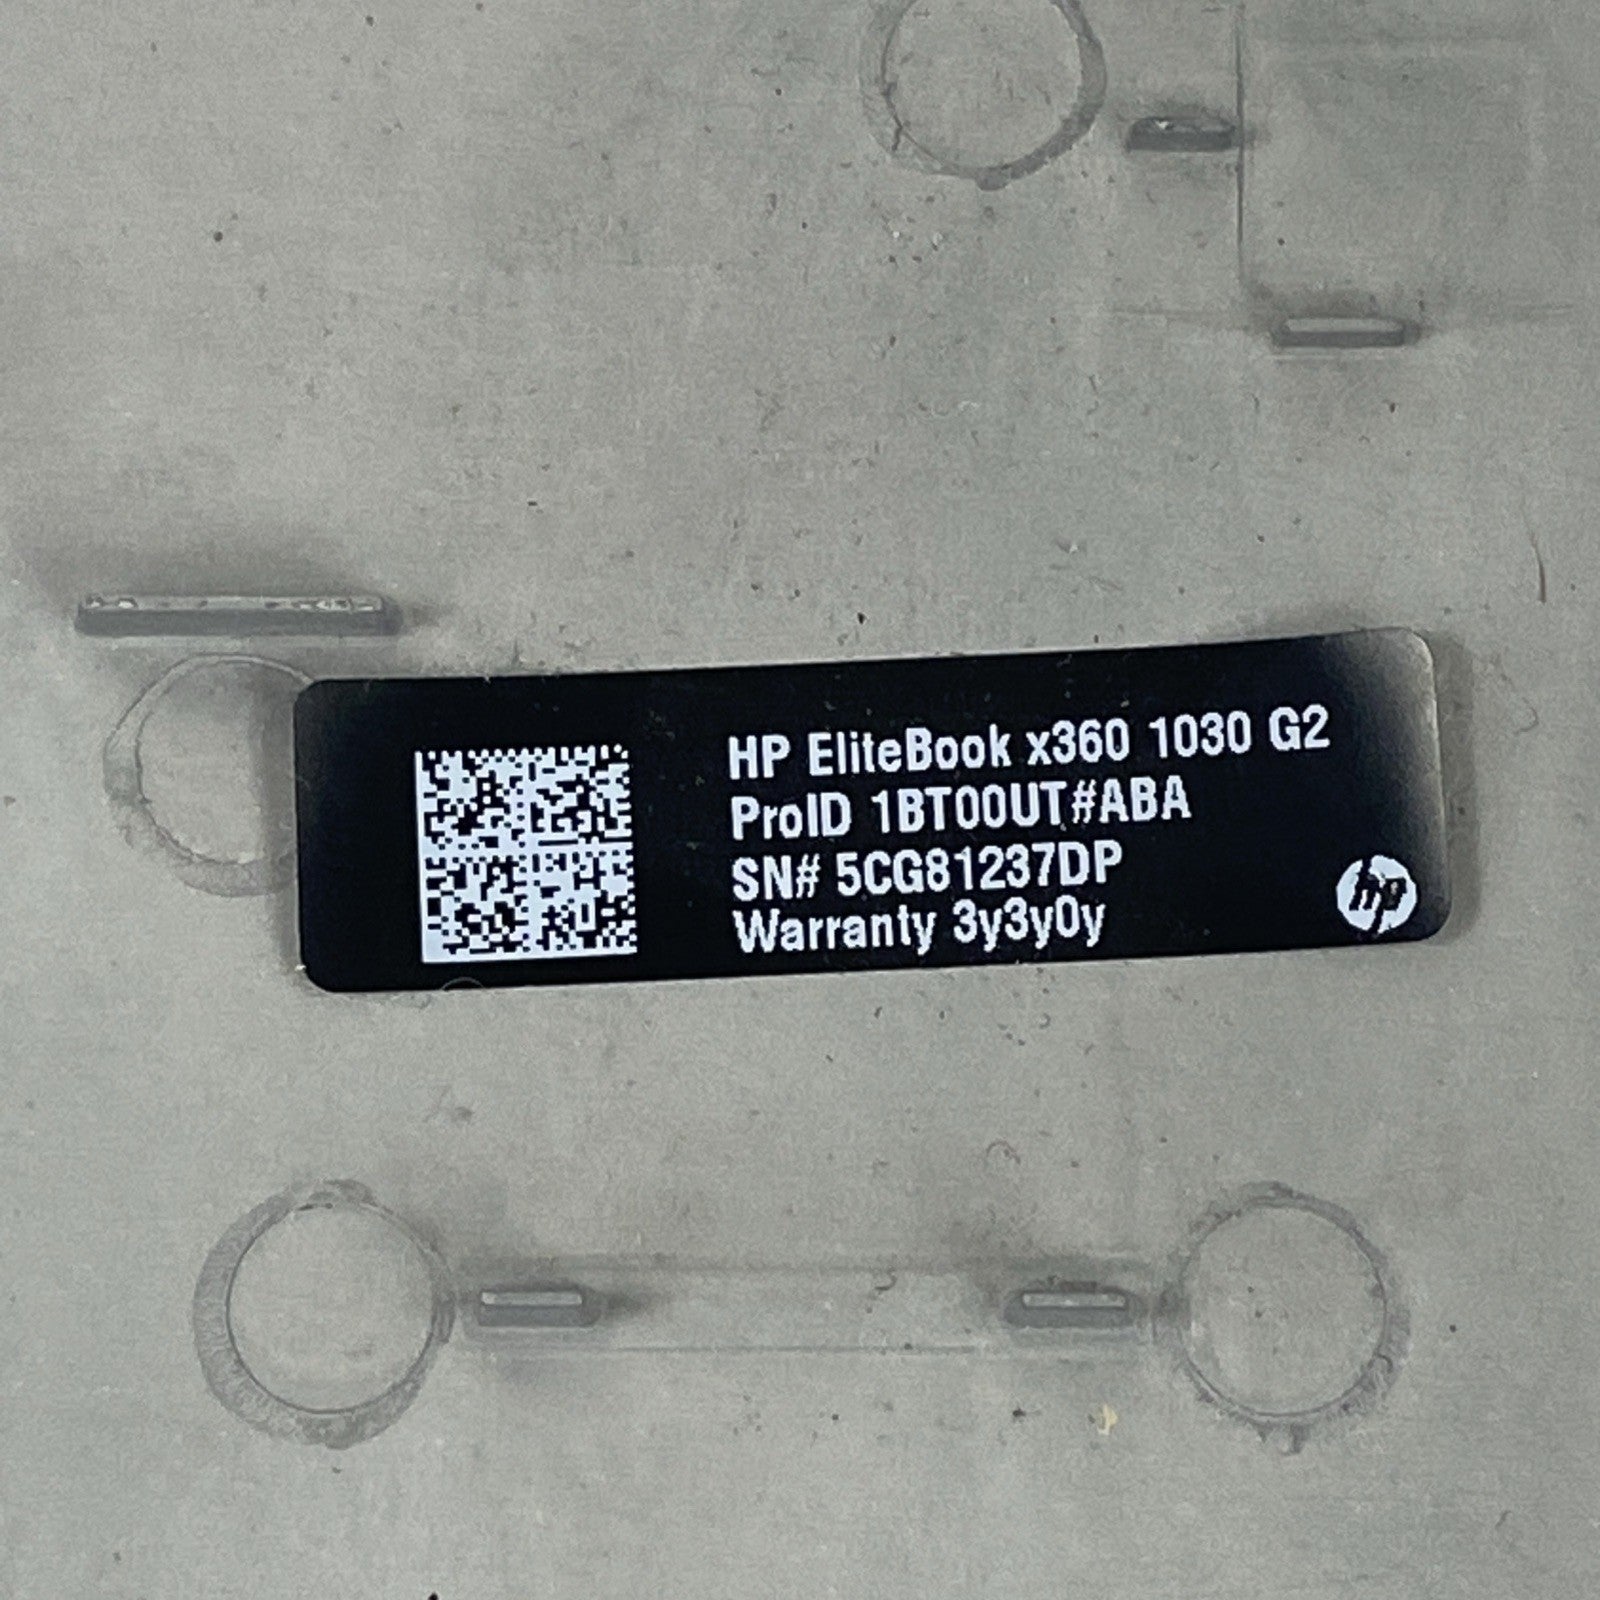 HP EliteBook x360 1030 G2
ProID 1BT00UT#ABA
SN# 5CG81237DP
Warranty 3y3y0y
hp